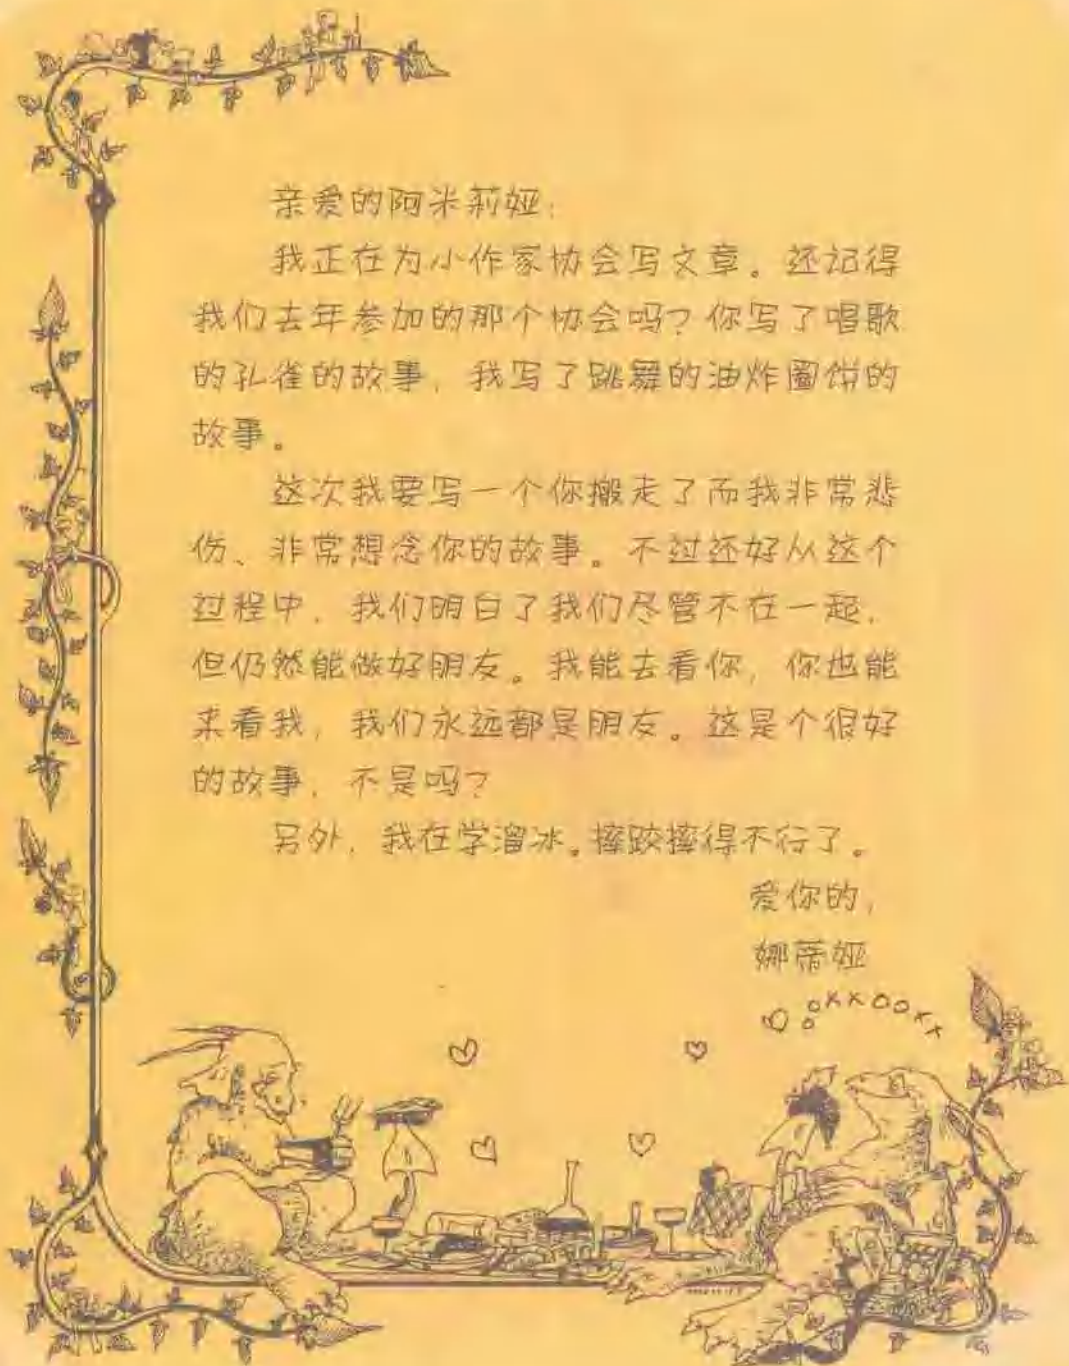 亲爱的阿米莉娅：
我正在为小作家协会写文章。还记得
我们去年参加的那个协会吗？你写了唱歌
的孔雀的故事，我写了跳舞的油炸圈饼的
故事。
这次我要写一个你搬走了而我非常悲
伤、非常想念你的故事。不过还好从这个
过程中，我们明白了我们尽管不在一起，
但仍然能做好朋友。我能去看你，你也能
来看我，我们永远都是朋友。这是个很好
的故事，不是吗？
另外，我在学溜冰。摔跤摔得不行了。
爱你的，
娜蒂娅
ooxxooxx